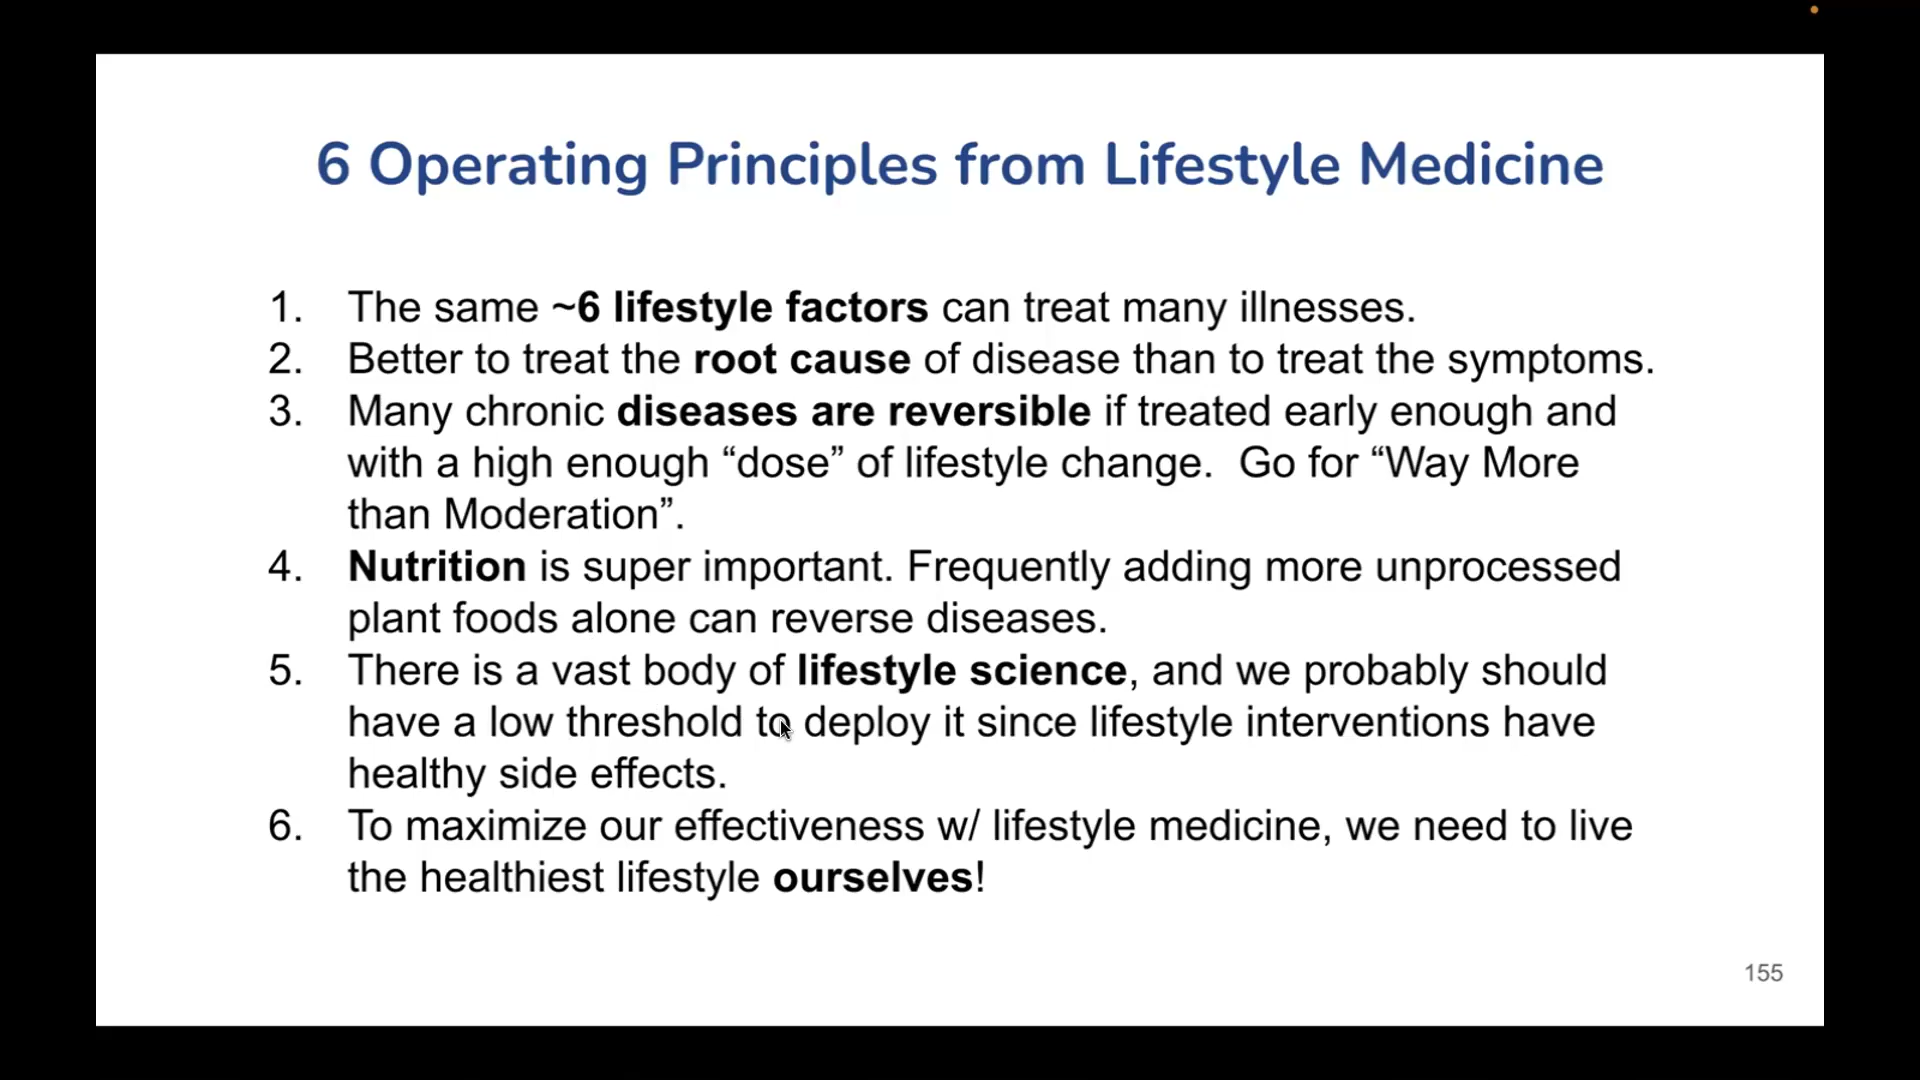 6 Operating Principles from Lifestyle Medicine
1. The same ~6 lifestyle factors can treat many illnesses.
2. Better to treat the root cause of disease than to treat the symptoms.
3. Many chronic diseases are reversible if treated early enough and
with a high enough “dose” of lifestyle change.  Go for “Way More
than Moderation”.
4. Nutrition is super important. Frequently adding more unprocessed
plant foods alone can reverse diseases.
5. There is a vast body of lifestyle science, and we probably should
have a low threshold to deploy it since lifestyle interventions have
healthy side effects.
6. To maximize our effectiveness w/ lifestyle medicine, we need to live
the healthiest lifestyle ourselves!
155